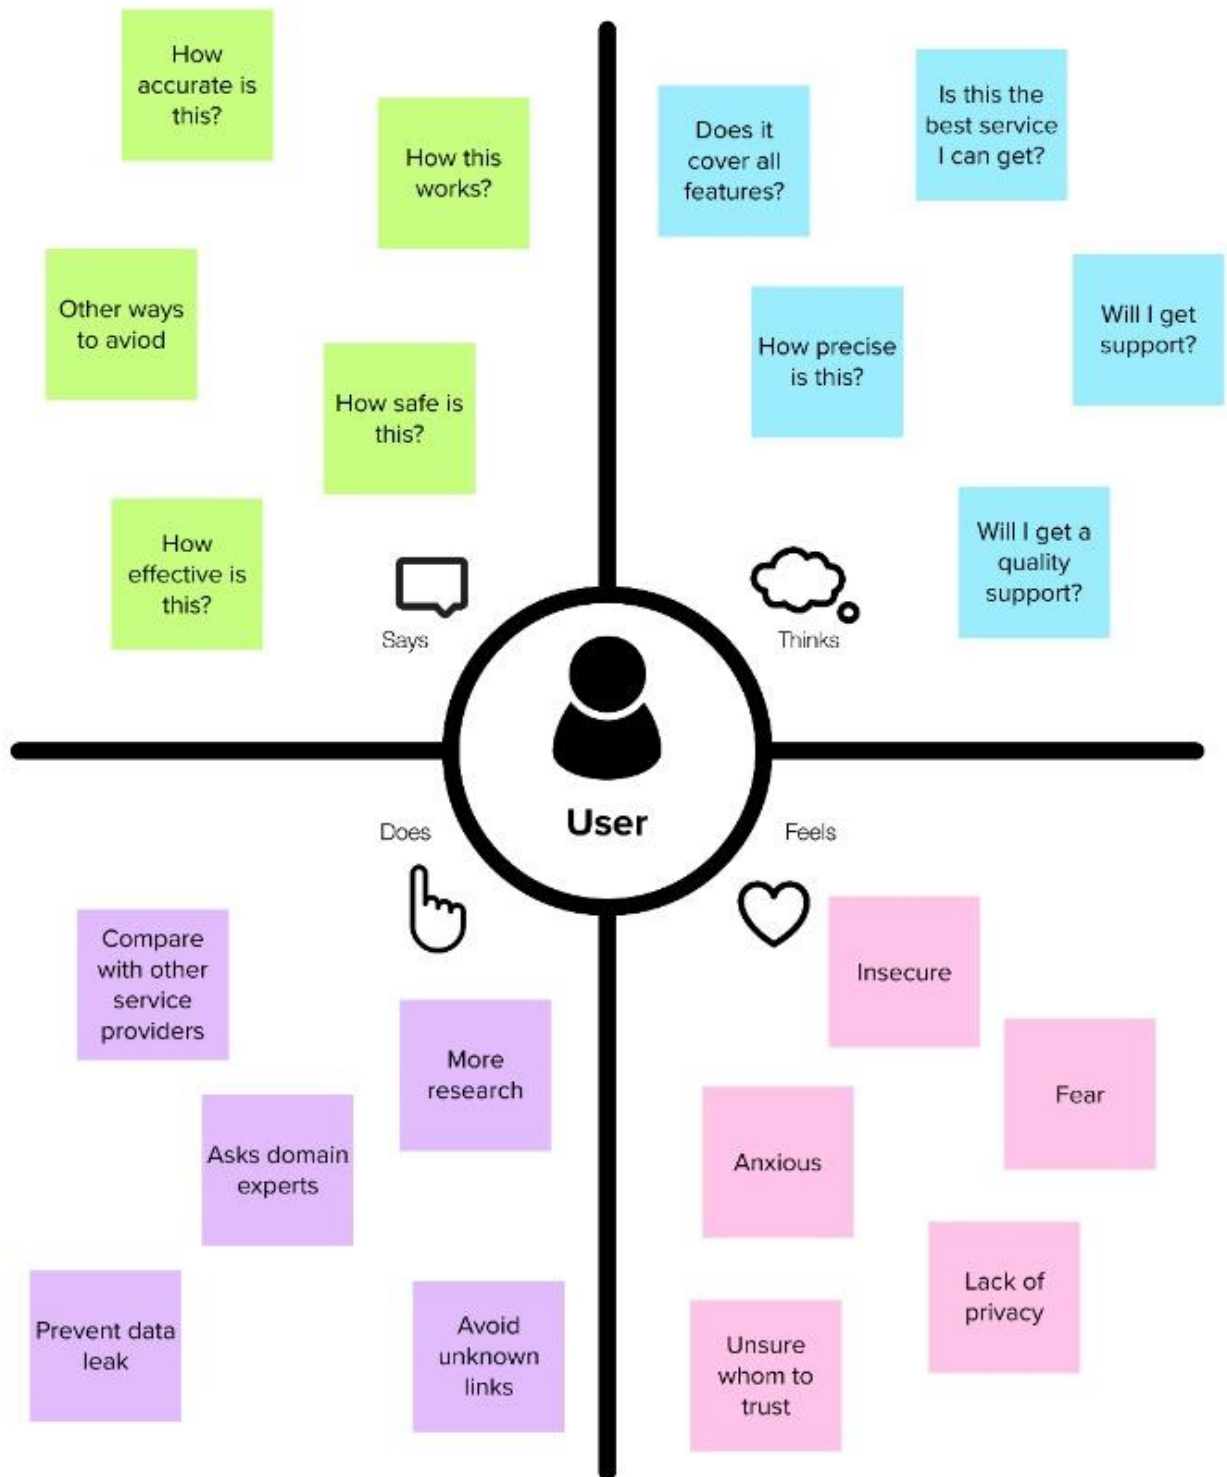 How
accurate is
this?
How this
works?
Other ways
to aviod
How safe is
this?
How
effective is
this?
Says
Does it
cover all
features?
Is this the
best service
I can get?
How precise
is this?
Will I get
support?
Will I get a
quality
support?
Thinks
User
Does
Compare
with other
service
providers
More
research
Asks domain
experts
Prevent data
leak
Avoid
unknown
links
Feels
Insecure
Fear
Anxious
Lack of
privacy
Unsure
whom to
trust